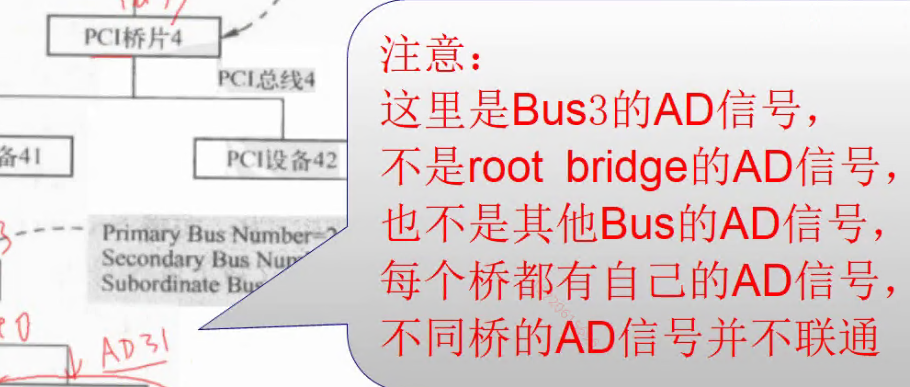 PCI桥片4
PCI总线4
备41
PCI设备42
Primary Bus Number=
Secondary Bus Num
Subordinate Bus
AD31
注意：
这里是Bus3的AD信号，
不是root bridge的AD信号，
也不是其他Bus的AD信号，
每个桥都有自己的AD信号，
不同桥的AD信号并不联通